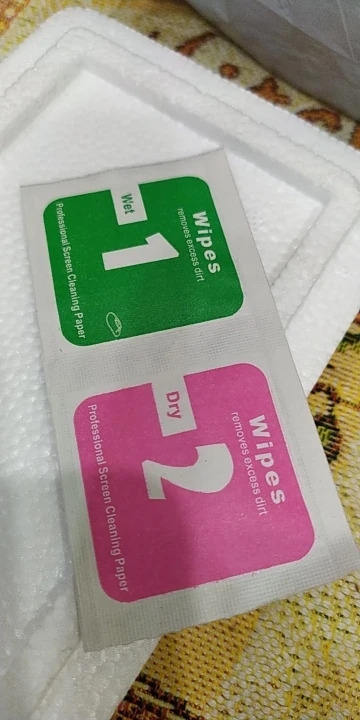 Wipes
removes excess dirt
Wet
1
Professional Screen Cleaning Paper
Wipes
removes excess dirt
Dry
2
Professional Screen Cleaning Paper